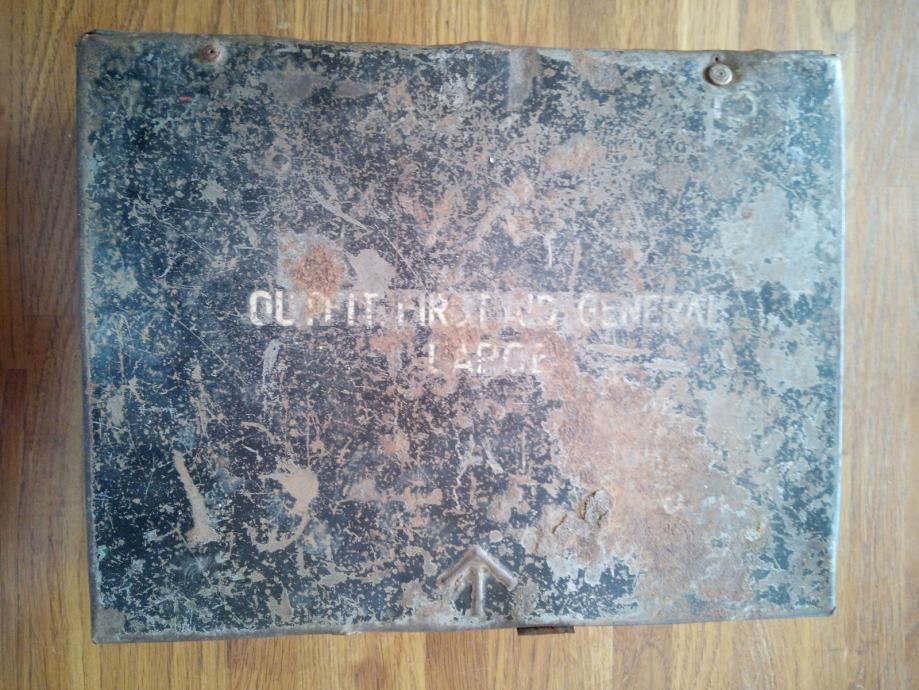 OUTFIT FIRST AID GENERAL
LARGE